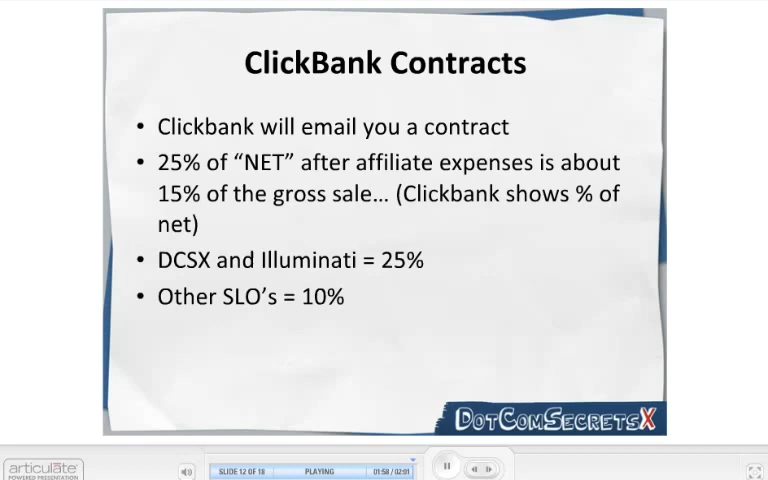 ClickBank Contracts
• Clickbank will email you a contract
• 25% of “NET” after affiliate expenses is about
15% of the gross sale... (Clickbank shows % of
net)
• DCSX and Illuminati = 25%
• Other SLO’s = 10%
DotComSecretsX
articulate
POWERED PRESENTATION
SLIDE 12 OF 18 PLAYING 01:58 / 02:01